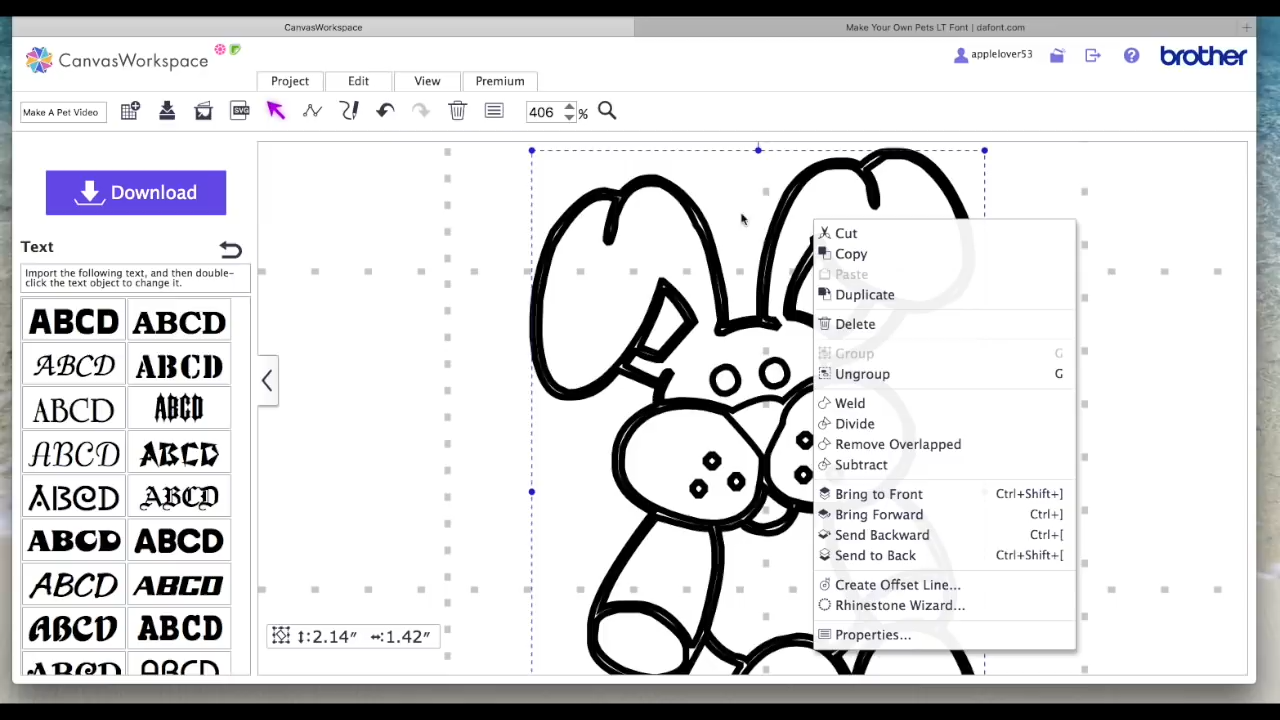 CanvasWorkspace
Make Your Own Pets LT Font | dafont.com
CanvasWorkspace
applelover53
brother
Project
Edit
View
Premium
Make A Pet Video
SVG
406
%
Download
Text
Import the following text, and then double-
click the text object to change it.
ABCD ABCD
ABCD ABCD
ABCD ABCD
ABCD ABCD
ABCD ABCD
ABCD ABCD
ABCD ABCD
ABCD ABCD
ABCD ABCD
Cut
Copy
Paste
Duplicate
Delete
Group G
Ungroup G
Weld
Divide
Remove Overlapped
Subtract
Bring to Front Ctrl+Shift+]
Bring Forward Ctrl+]
Send Backward Ctrl+[
Send to Back Ctrl+Shift+[
Create Offset Line...
Rhinestone Wizard...
Properties...
↕:2.14” ↔:1.42”